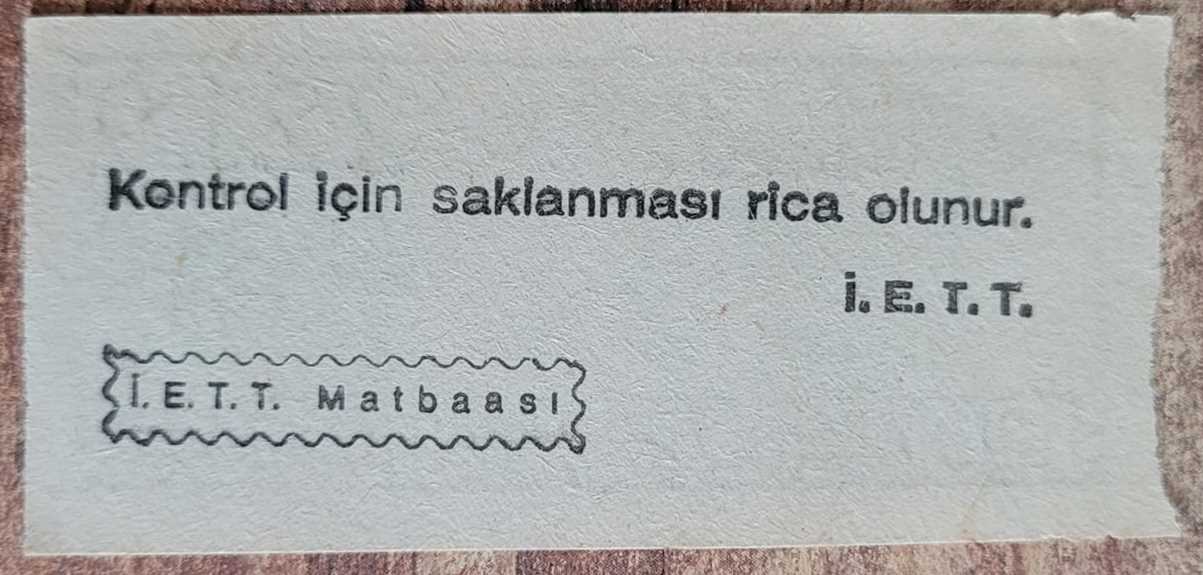 Kontrol için saklanması rica olunur.
İ. E. T. T.
İ. E. T. T. Matbaası